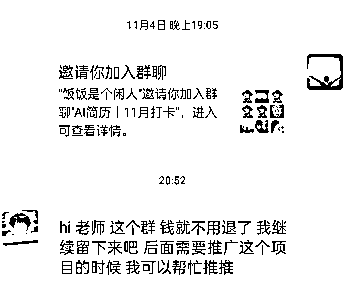 11月4日 晚上19:05
邀请你加入群聊
"饭饭是个闲人"邀请你加入群
聊"AI简历｜11月打卡"，进入
可查看详情。
20:52
hi 老师 这个群 钱就不用退了 我继
续留下来吧 后面需要推广这个项
目的时候 我可以帮忙推推